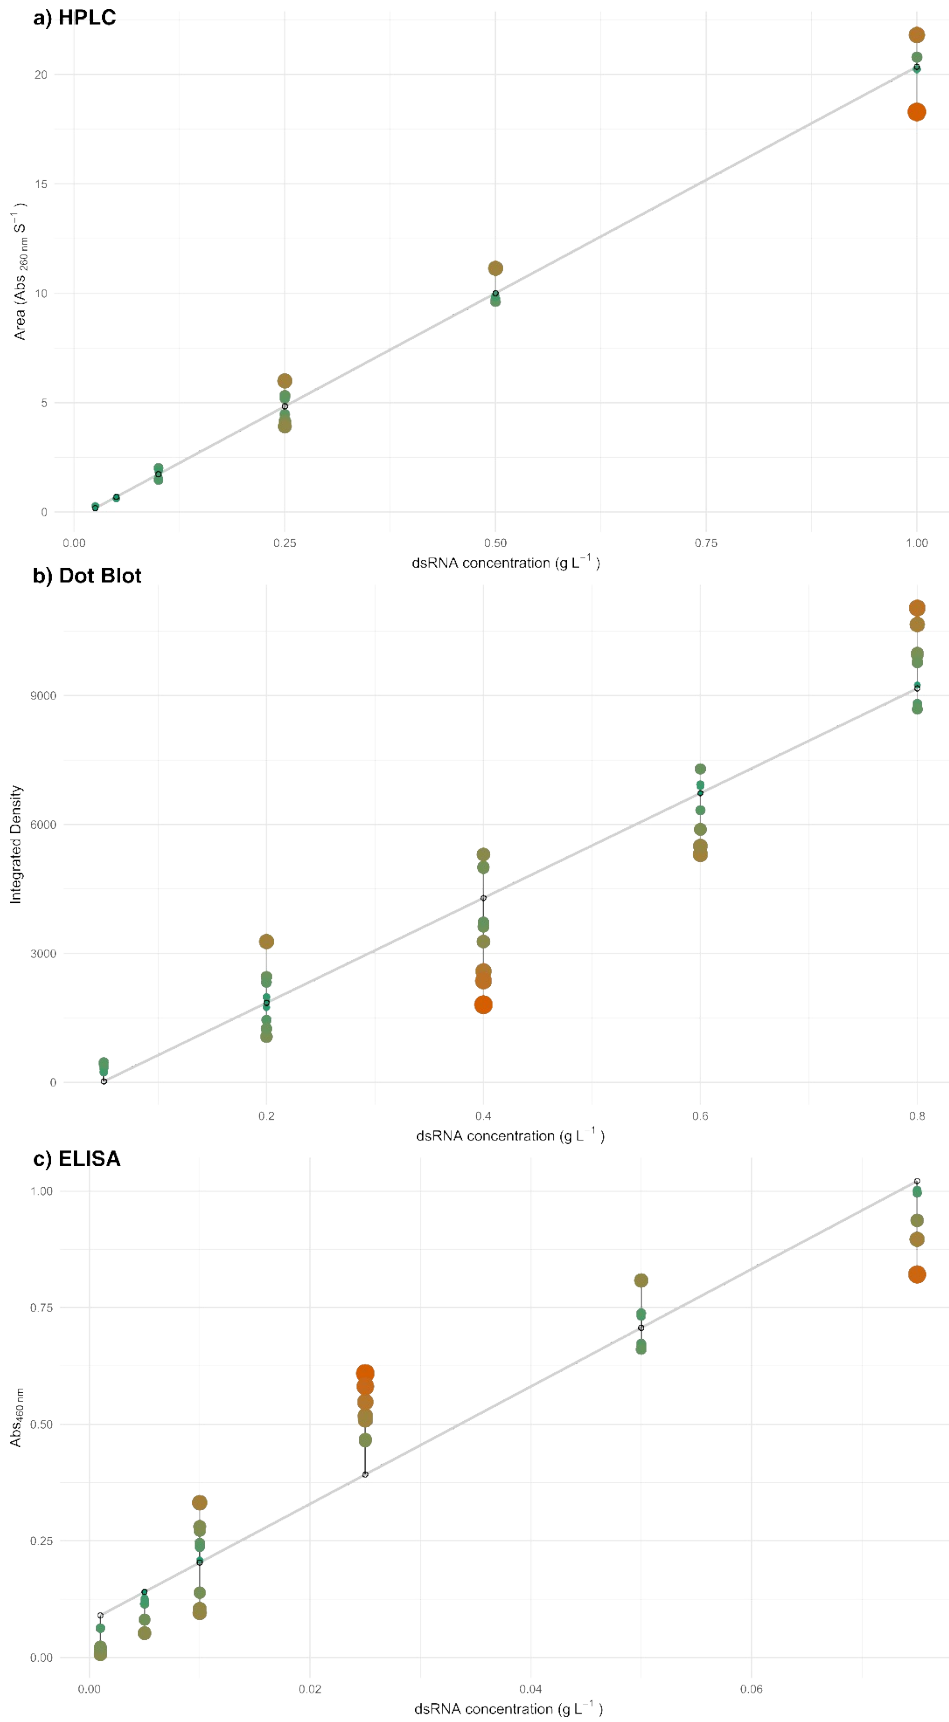 a) HPLC
20
15
10
5
0
Area (Abs 260 nm S⁻¹ )
0.00 0.25 0.50 0.75 1.00
dsRNA concentration (g L⁻¹ )
b) Dot Blot
9000
6000
3000
0
Integrated Density
0.2 0.4 0.6 0.8
dsRNA concentration (g L⁻¹ )
c) ELISA
1.00
0.75
0.50
0.25
0.00
Abs460 nm
0.00 0.02 0.04 0.06
dsRNA concentration (g L⁻¹ )